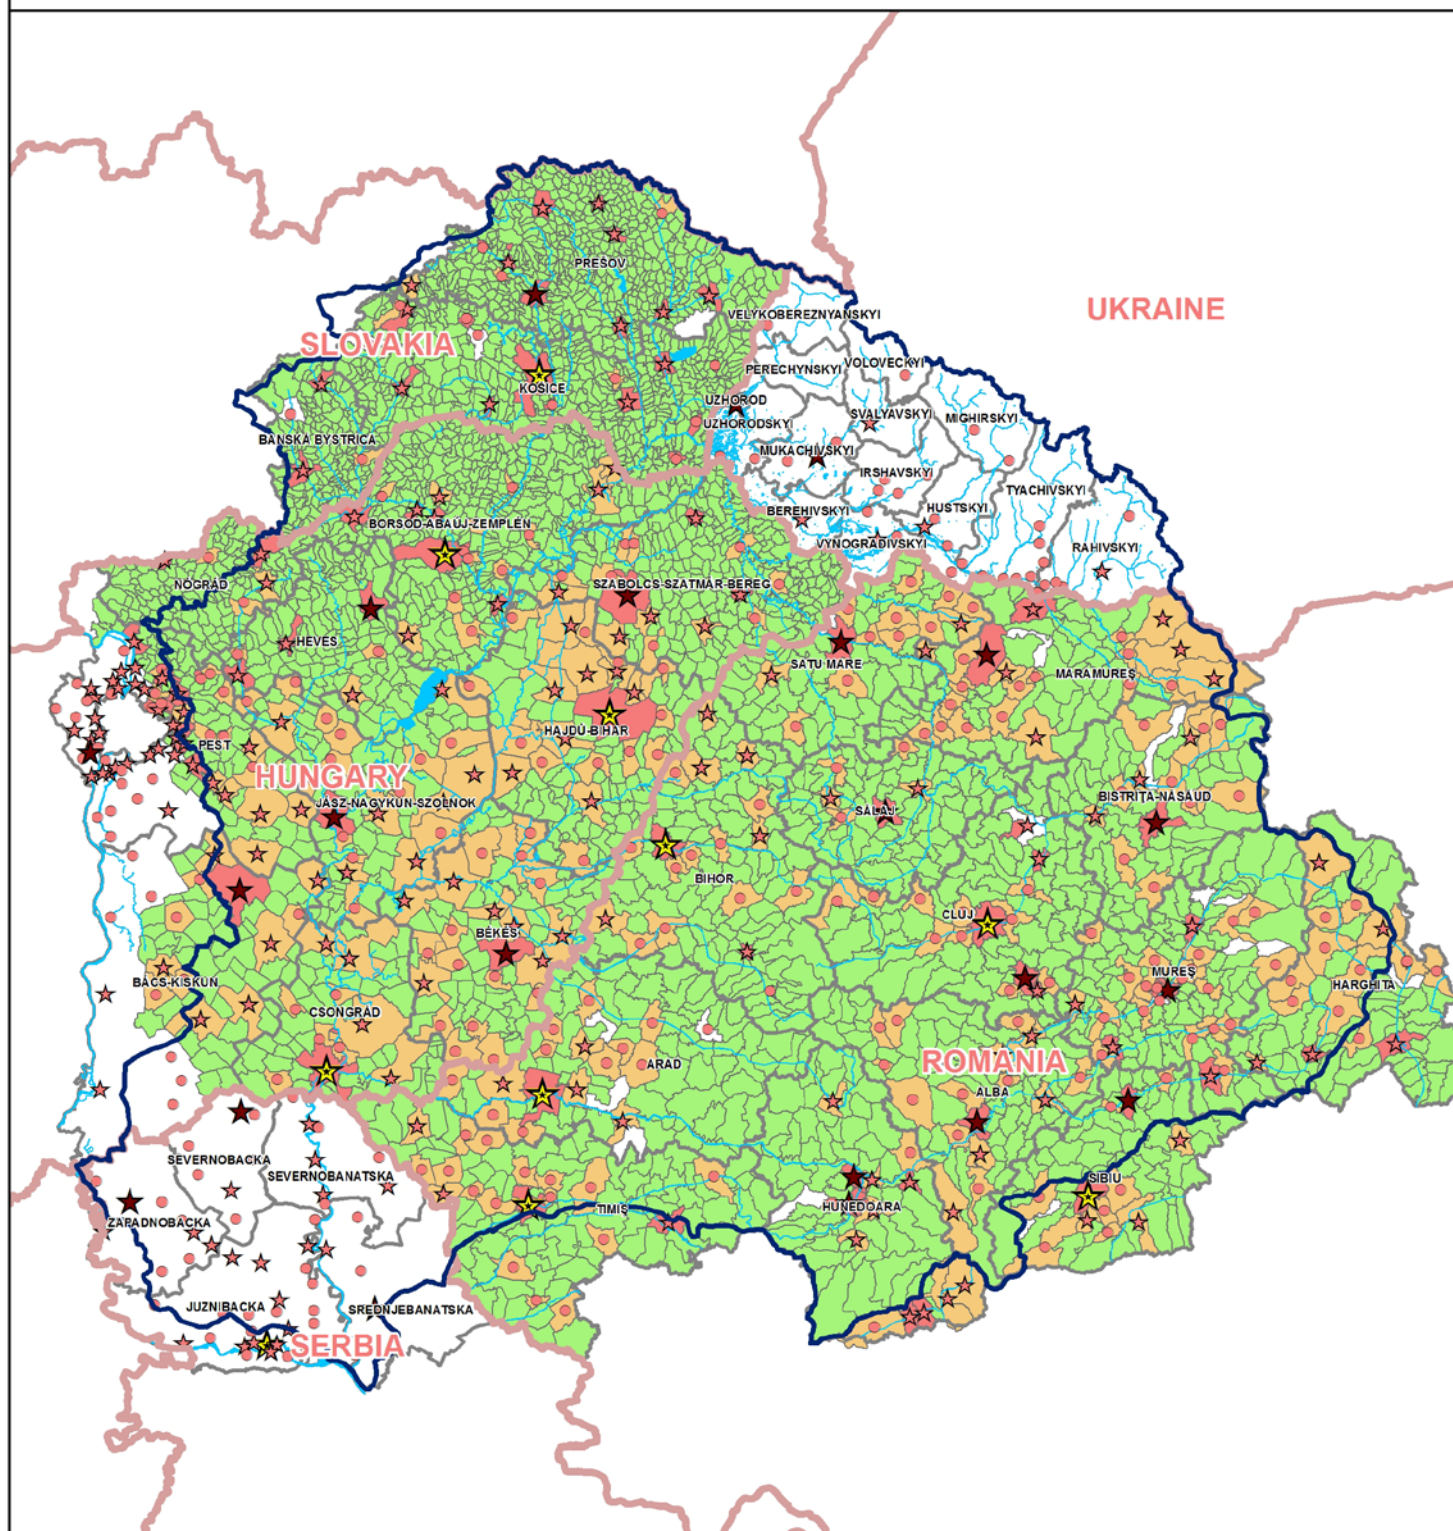 PREŠOV
UKRAINE
VELYKOBEREZNYANSKYI
SLOVAKIA
VOLOVECKYI
PERECHYNSKYI
KOŠICE
UZHOROD
SVALYAVSKYI
MIGHIRSKYI
UZHORODSKYI
BANSKÁ BYSTRICA
MUKACHIVSKYI
IRSHAVSKYI
TYACHIVSKYI
HUSTSKYI
BEREHIVSKYI
BORSOD-ABAÚJ-ZEMPLÉN
VYNOGRADIVSKYI
RAHIVSKYI
NÓGRÁD
SZABOLCS-SZATMÁR-BEREG
HEVES
SATU MARE
MARAMUREŞ
HAJDÚ-BIHAR
PEST
HUNGARY
BISTRIŢA-NĂSĂUD
JÁSZ-NAGYKUN-SZOLNOK
SĂLAJ
BIHOR
CLUJ
BÉKÉS
MUREŞ
BÁCS-KISKUN
HARGHITA
CSONGRÁD
ROMANIA
ARAD
ALBA
SEVERNOBACKA
SEVERNOBANATSKA
SIBIU
HUNEDOARA
TIMIŞ
ZAPADNOBACKA
JUZNIBACKA
SREDNJEBANATSKA
SERBIA